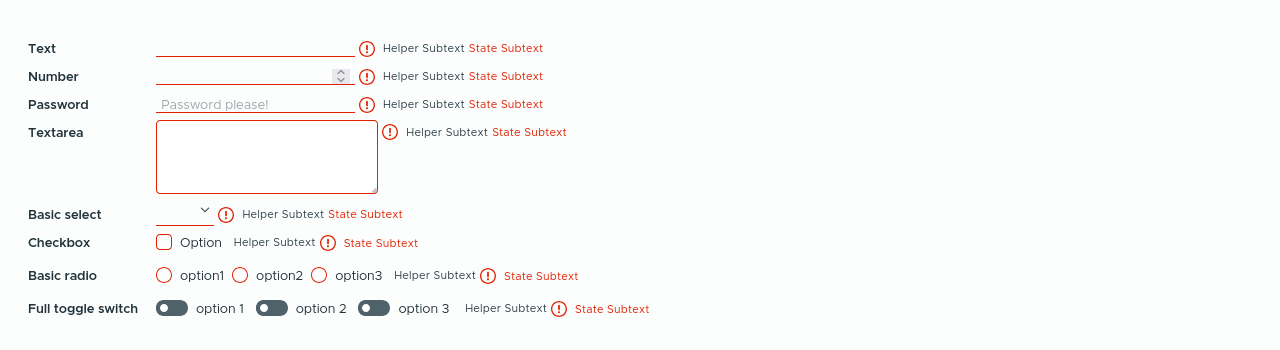 Text Helper Subtext State Subtext
Number Helper Subtext State Subtext
Password Password please! Helper Subtext State Subtext
Textarea Helper Subtext State Subtext
Basic select Helper Subtext State Subtext
Checkbox Option Helper Subtext State Subtext
Basic radio option1 option2 option3 Helper Subtext State Subtext
Full toggle switch option 1 option 2 option 3 Helper Subtext State Subtext